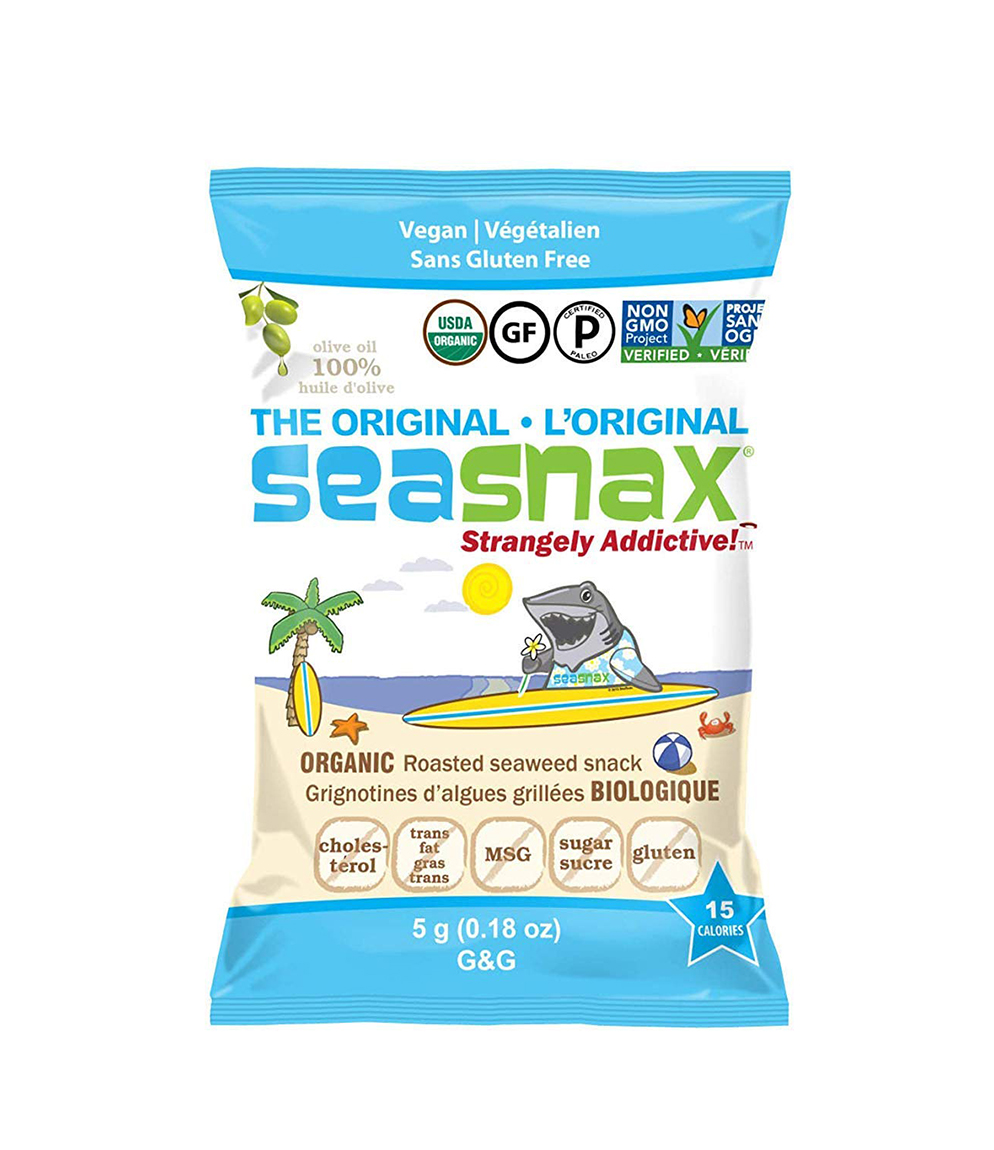 Vegan | Végétalien
Sans Gluten Free
olive oil
100%
huile d'olive
USDA
ORGANIC
GF
CERTIFIED
P
PALEO
NON
GMO
Project
VERIFIED
THE ORIGINAL • L'ORIGINAL
seasnax®
Strangely Addictive!™
seasnax
ORGANIC Roasted seaweed snack
Grignotines d'algues grillées BIOLOGIQUE
choles-
térol
trans
fat
gras
trans
MSG
sugar
sucre
gluten
15
CALORIES
5 g (0.18 oz)
G&G